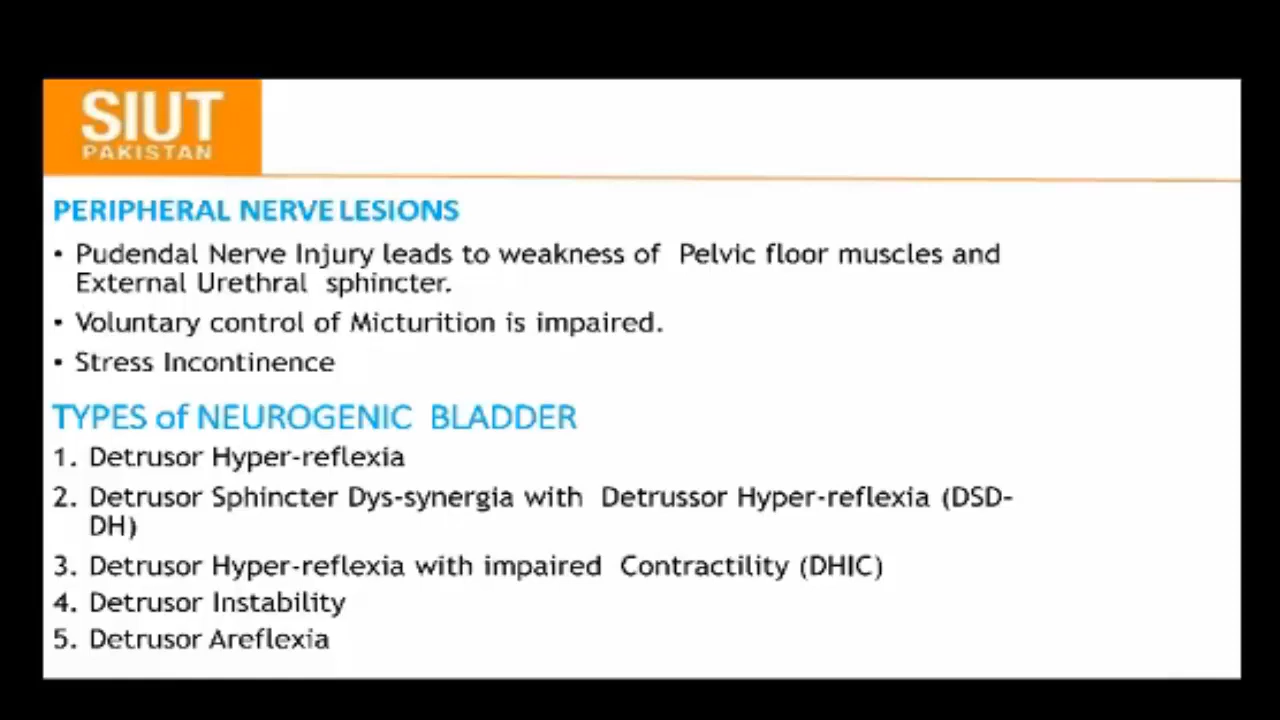 SIUT
PAKISTAN
PERIPHERAL NERVE LESIONS
• Pudendal Nerve Injury leads to weakness of Pelvic floor muscles and
External Urethral sphincter.
• Voluntary control of Micturition is impaired.
• Stress Incontinence
TYPES of NEUROGENIC BLADDER
1. Detrusor Hyper-reflexia
2. Detrusor Sphincter Dys-synergia with Detrussor Hyper-reflexia (DSD-
DH)
3. Detrusor Hyper-reflexia with impaired Contractility (DHIC)
4. Detrusor Instability
5. Detrusor Areflexia